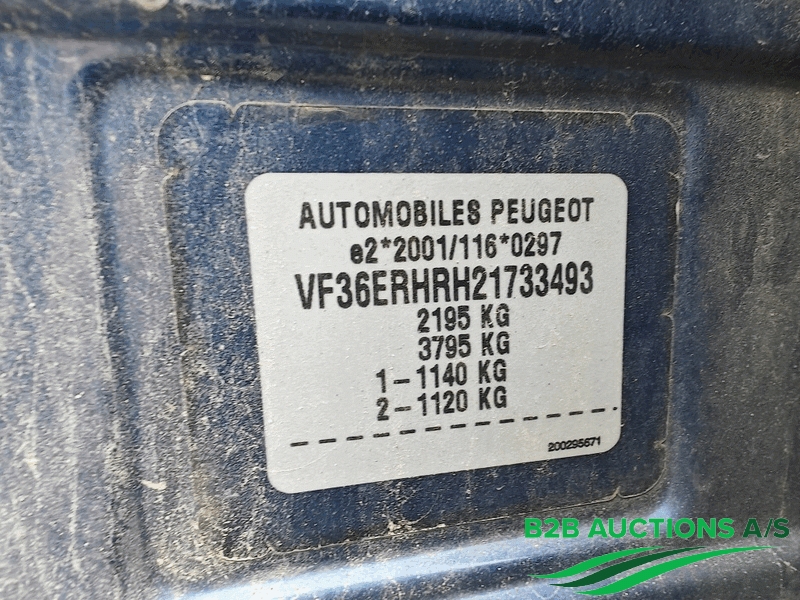 AUTOMOBILES PEUGEOT
e2*2001/116*0297
VF36ERHRH21733493
2195 KG
3795 KG
1-1140 KG
2-1120 KG
200295671
B2B AUCTIONS A/S